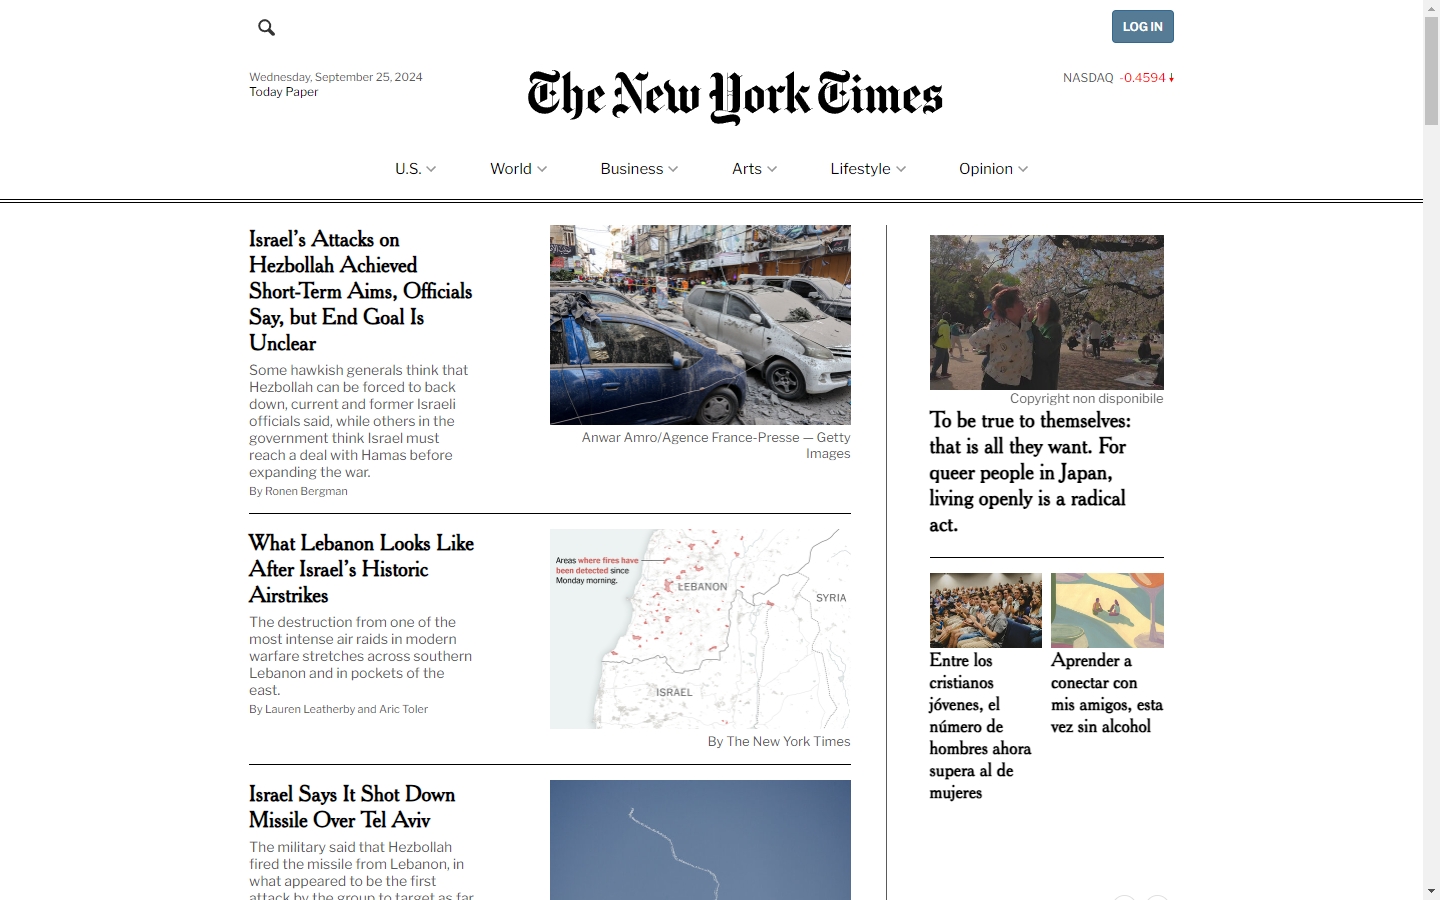 LOG IN
Wednesday, September 25, 2024
Today Paper
The New York Times
NASDAQ -0.4594
U.S.
World
Business
Arts
Lifestyle
Opinion
Israel’s Attacks on
Hezbollah Achieved
Short-Term Aims, Officials
Say, but End Goal Is
Unclear
Some hawkish generals think that
Hezbollah can be forced to back
down, current and former Israeli
officials said, while others in the
government think Israel must
reach a deal with Hamas before
expanding the war.
By Ronen Bergman
Anwar Amro/Agence France-Presse — Getty
Images
What Lebanon Looks Like
After Israel’s Historic
Airstrikes
The destruction from one of the
most intense air raids in modern
warfare stretches across southern
Lebanon and in pockets of the
east.
By Lauren Leatherby and Aric Toler
Areas where fires have
been detected since
Monday morning.
LEBANON
SYRIA
ISRAEL
By The New York Times
Israel Says It Shot Down
Missile Over Tel Aviv
The military said that Hezbollah
fired the missile from Lebanon, in
what appeared to be the first
attack by the group to target as far
Copyright non disponibile
To be true to themselves:
that is all they want. For
queer people in Japan,
living openly is a radical
act.
Entre los
cristianos
jóvenes, el
número de
hombres ahora
supera al de
mujeres
Aprender a
conectar con
mis amigos, esta
vez sin alcohol